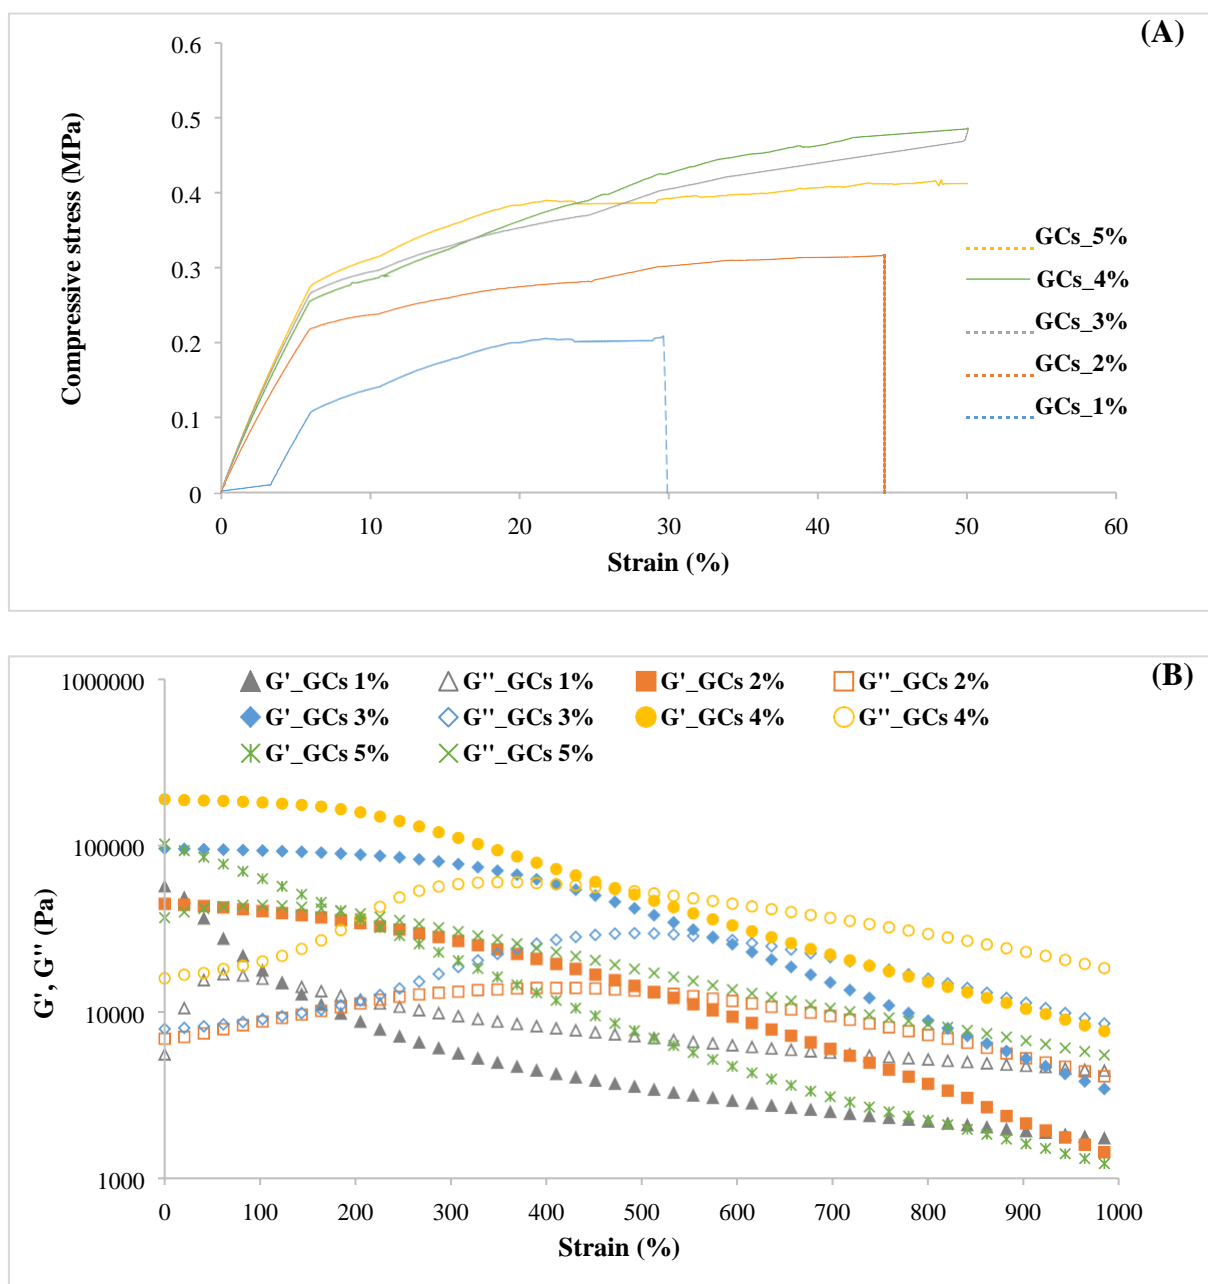 (A)
0.6
0.5
0.4
0.3
0.2
0.1
0
Compressive stress (MPa)
GCs_5%
GCs_4%
GCs_3%
GCs_2%
GCs_1%
0 10 20 30 40 50 60
Strain (%)
(B)
G'_GCs 1% G''_GCs 1% G'_GCs 2% G''_GCs 2%
G'_GCs 3% G''_GCs 3% G'_GCs 4% G''_GCs 4%
G'_GCs 5% G''_GCs 5%
1000000
100000
10000
1000
G', G'' (Pa)
0 100 200 300 400 500 600 700 800 900 1000
Strain (%)